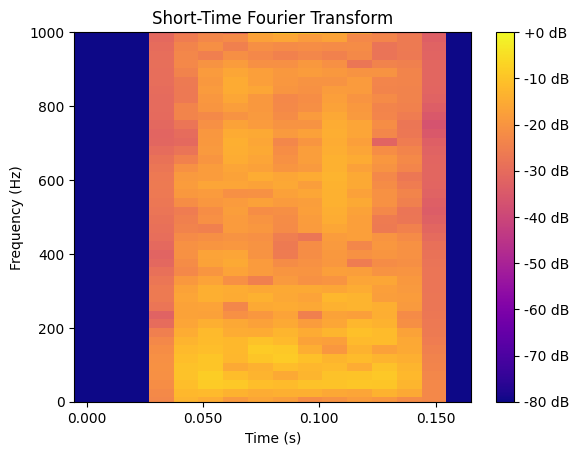 Short-Time Fourier Transform
1000
800
600
400
200
0
Frequency (Hz)
0.000
0.050
0.100
0.150
Time (s)
+0 dB
-10 dB
-20 dB
-30 dB
-40 dB
-50 dB
-60 dB
-70 dB
-80 dB